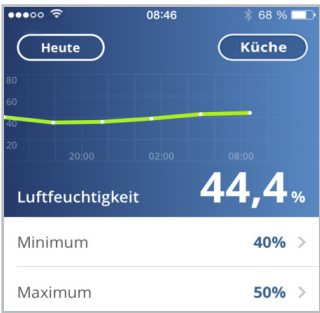 08:46 68 %
Heute Küche
80
60
40
20
20:00 02:00 08:00
Luftfeuchtigkeit 44,4 %
Minimum 40%
Maximum 50%